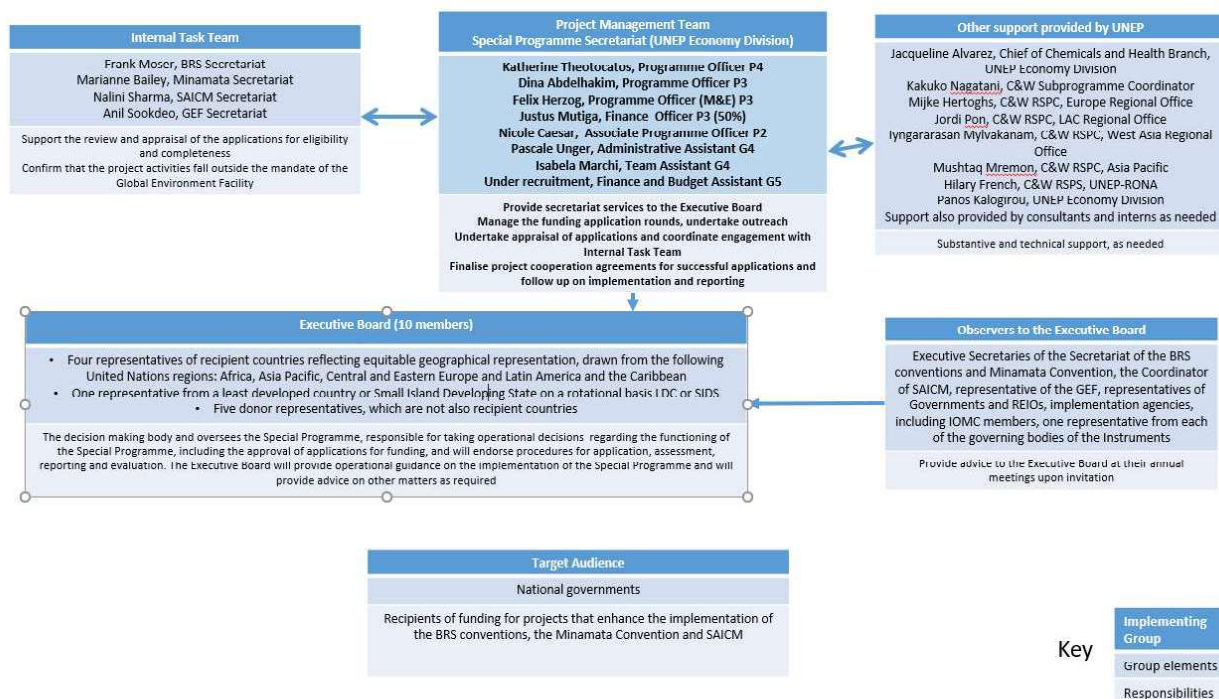 Internal Task Team
Frank Moser, BRS Secretariat
Marianne Bailey, Minamata Secretariat
Nalini Sharma, SAICM Secretariat
Anil Sookdeo, GEF Secretariat
Support the review and appraisal of the applications for eligibility
and completeness
Confirm that the project activities fall outside the mandate of the
Global Environment Facility
Project Management Team
Special Programme Secretariat (UNEP Economy Division)
Katherine Theotocatos, Programme Officer P4
Dina Abdelhakim, Programme Officer P3
Felix Herzog, Programme Officer (M&E) P3
Justus Mutiga, Finance Officer P3 (50%)
Nicole Caesar, Associate Programme Officer P2
Pascale Unger, Administrative Assistant G4
Isabela Marchi, Team Assistant G4
Under recruitment, Finance and Budget Assistant G5
Provide secretariat services to the Executive Board
Manage the funding application rounds, undertake outreach
Undertake appraisal of applications and coordinate engagement with
Internal Task Team
Finalise project cooperation agreements for successful applications and
follow up on implementation and reporting
Other support provided by UNEP
Jacqueline Alvarez, Chief of Chemicals and Health Branch,
UNEP Economy Division
Kakuko Nagatani, C&W Subprogramme Coordinator
Mijke Hertoghs, C&W RSPC, Europe Regional Office
Jordi Pon, C&W RSPC, LAC Regional Office
Iyngararasan Mylvakanam, C&W RSPC, West Asia Regional
Office
Mushtaq Mremon, C&W RSPC, Asia Pacific
Hilary French, C&W RSPS, UNEP-RONA
Panos Kalogirou, UNEP Economy Division
Support also provided by consultants and interns as needed
Substantive and technical support, as needed
Executive Board (10 members)
• Four representatives of recipient countries reflecting equitable geographical representation, drawn from the following
United Nations regions: Africa, Asia Pacific, Central and Eastern Europe and Latin America and the Caribbean
• One representative from a least developed country or Small Island Developing State on a rotational basis LDC or SIDS
• Five donor representatives, which are not also recipient countries
The decision making body and oversees the Special Programme, responsible for taking operational decisions regarding the functioning of
the Special Programme, including the approval of applications for funding, and will endorse procedures for application, assessment,
reporting and evaluation. The Executive Board will provide operational guidance on the implementation of the Special Programme and will
provide advice on other matters as required
Observers to the Executive Board
Executive Secretaries of the Secretariat of the BRS
conventions and Minamata Convention, the Coordinator
of SAICM, representative of the GEF, representatives of
Governments and REIOs, implementation agencies,
including IOMC members, one representative from each
of the governing bodies of the Instruments
Provide advice to the Executive Board at their annual
meetings upon invitation
Target Audience
National governments
Recipients of funding for projects that enhance the implementation of
the BRS conventions, the Minamata Convention and SAICM
Key
Implementing
Group
Group elements
Responsibilities